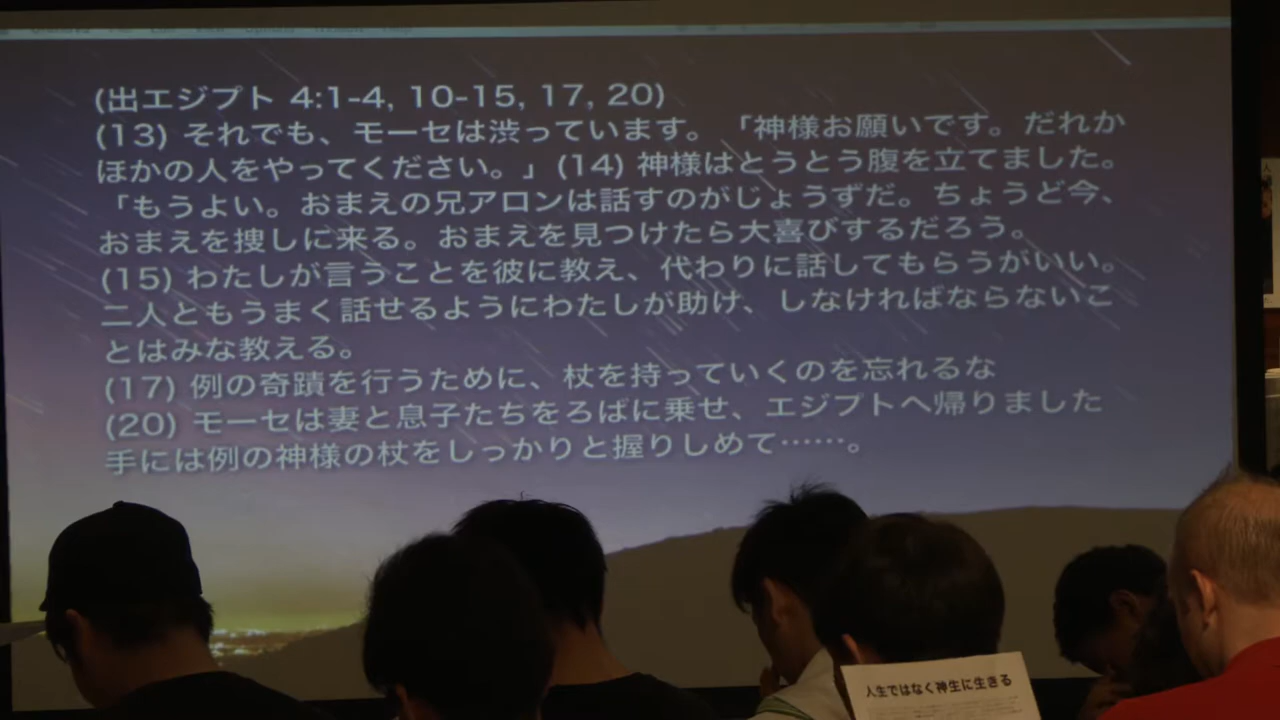 (出エジプト 4:1-4, 10-15, 17, 20)
(13) それでも、モーセは渋っています。 「神様お願いです。だれか
ほかの人をやってください。」(14) 神様はとうとう腹を立てました。
「もうよい。おまえの兄アロンは話すのがじょうずだ。ちょうど今、
おまえを捜しに来る。おまえを見つけたら大喜びするだろう。
(15) わたしが言うことを彼に教え、代わりに話してもらうがいい。
二人ともうまく話せるようにわたしが助け、しなければならないこ
とはみな教える。
(17) 例の奇蹟を行うために、杖を持っていくのを忘れるな
(20) モーセは妻と息子たちをろばに乗せ、エジプトへ帰りました
手には例の神様の杖をしっかりと握りしめて……。
人生ではなく神生に生きる